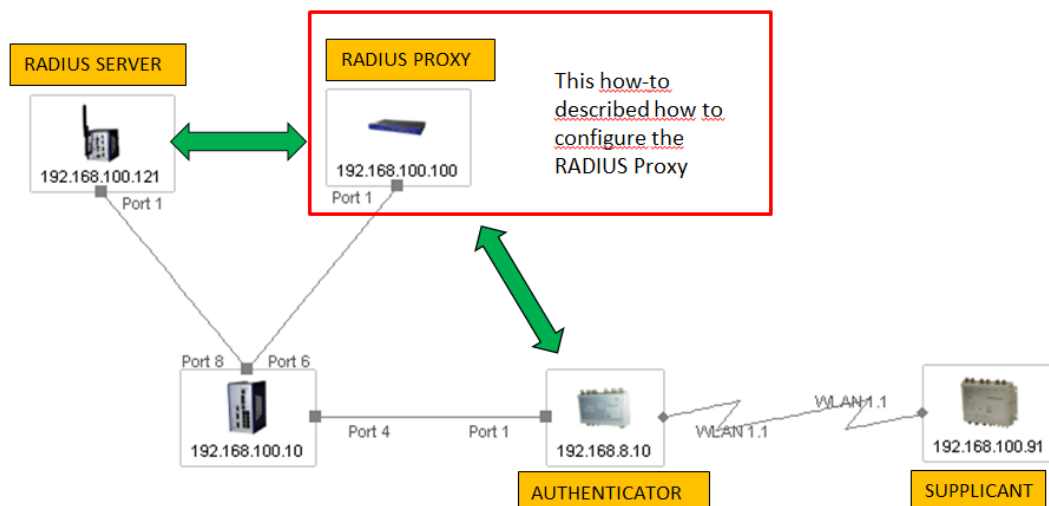 RADIUS SERVER
RADIUS PROXY
This how-to
described how to
configure the
RADIUS Proxy
192.168.100.121
192.168.100.100
Port 1
Port 1
Port 8
Port 6
192.168.100.10
Port 4
Port 1
192.168.8.10
WLAN 1.1
WLAN 1.1
192.168.100.91
AUTHENTICATOR
SUPPLICANT